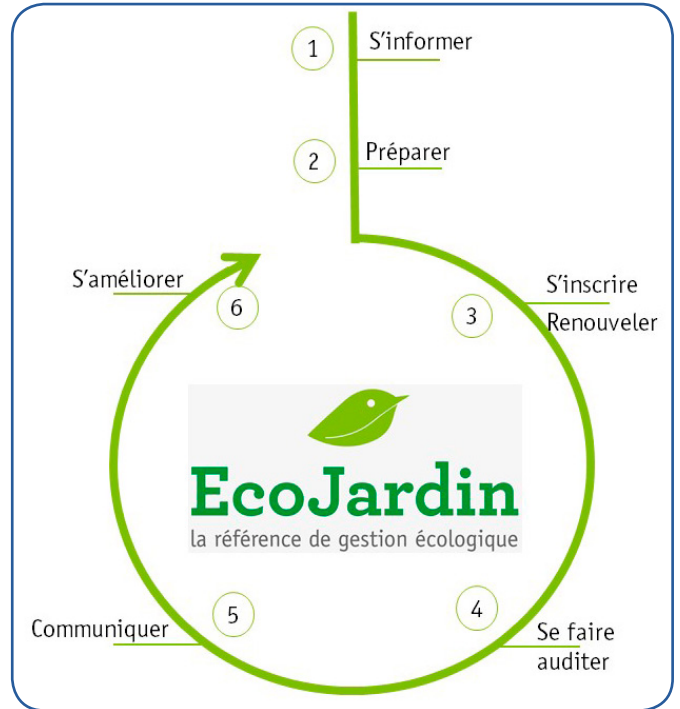 1
S'informer
2
Préparer
3
S'inscrire
Renouveler
4
Se faire
auditer
5
Communiquer
6
S'améliorer
EcoJardin
la référence de gestion écologique